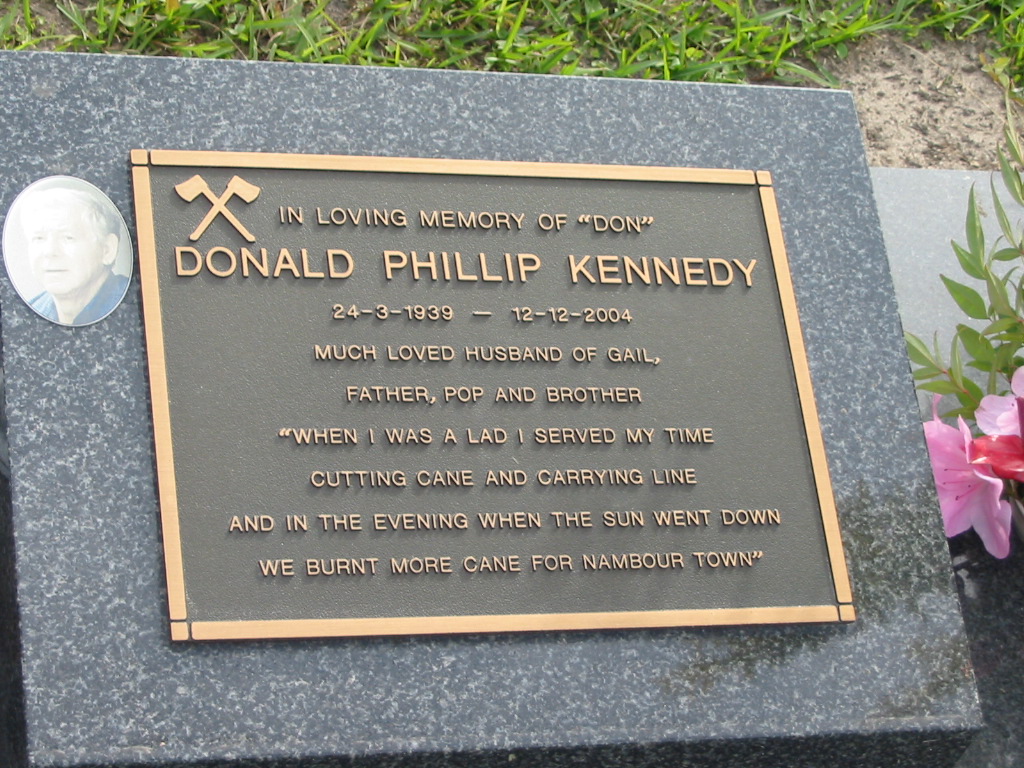 IN LOVING MEMORY OF "DON"
DONALD PHILLIP KENNEDY
24-3-1939 — 12-12-2004
MUCH LOVED HUSBAND OF GAIL,
FATHER, POP AND BROTHER
"WHEN I WAS A LAD I SERVED MY TIME
CUTTING CANE AND CARRYING LINE
AND IN THE EVENING WHEN THE SUN WENT DOWN
WE BURNT MORE CANE FOR NAMBOUR TOWN"